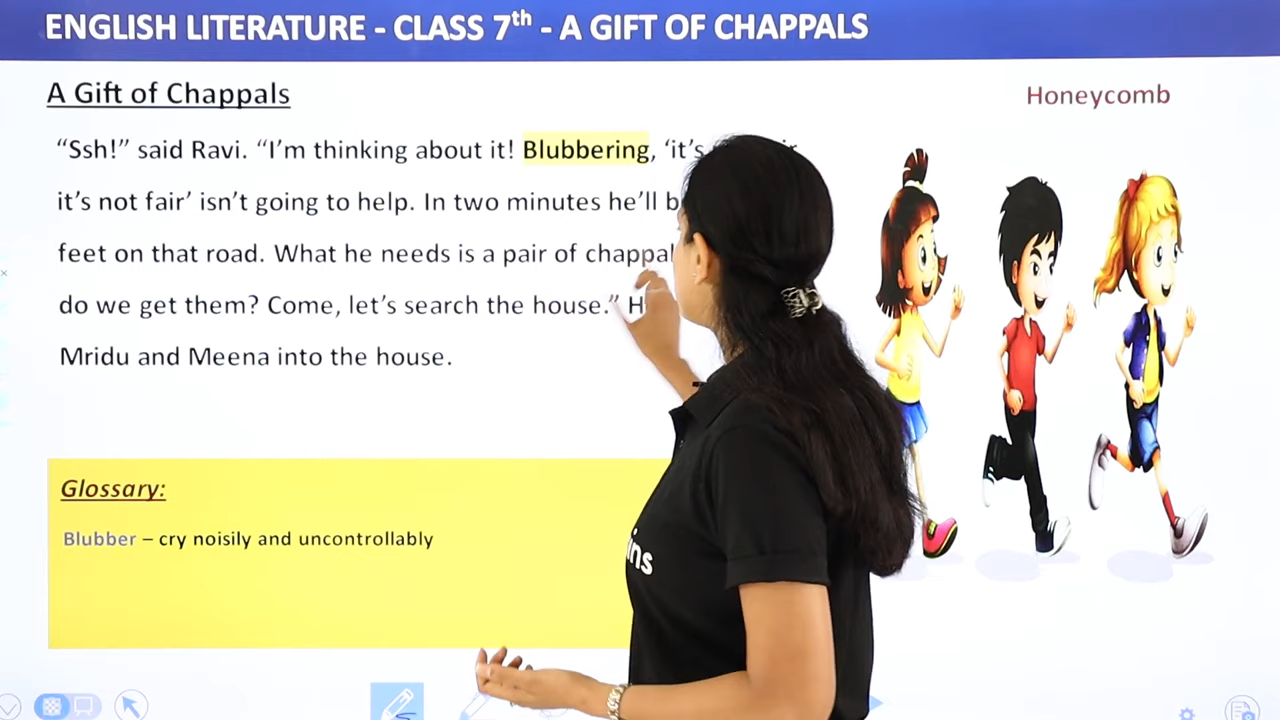 ENGLISH LITERATURE - CLASS 7th - A GIFT OF CHAPPALS
A Gift of Chappals
Honeycomb
“Ssh!” said Ravi. “I’m thinking about it! Blubbering, ‘it’s
it’s not fair’ isn’t going to help. In two minutes he’ll
feet on that road. What he needs is a pair of
do we get them? Come, let’s search the house.”
Mridu and Meena into the house.
Glossary:
Blubber – cry noisily and uncontrollably